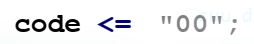 code <= "00";